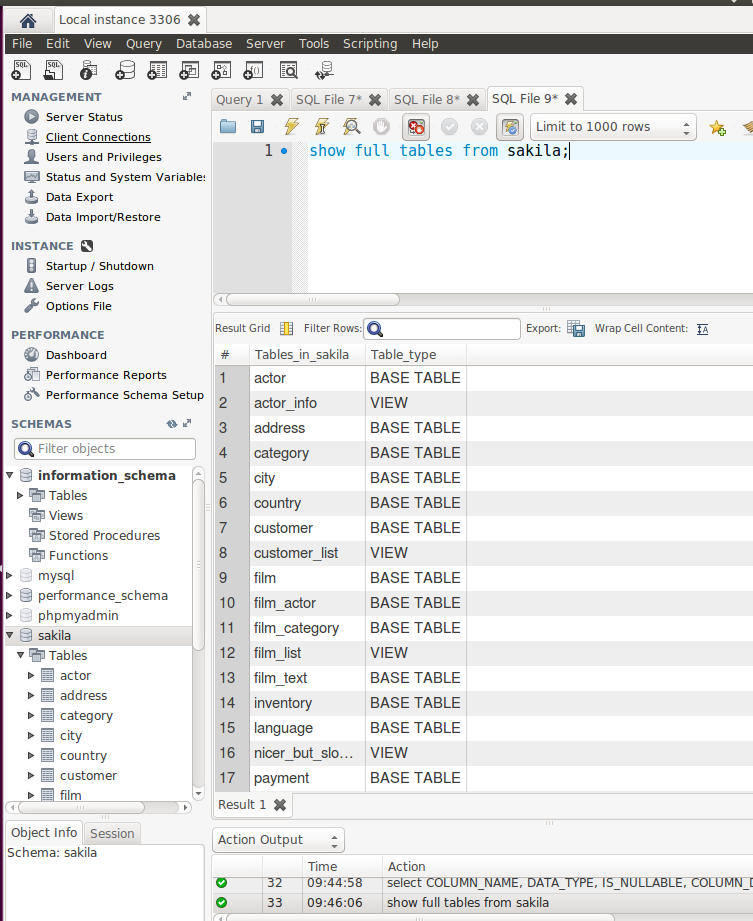 Local instance 3306
File Edit View Query Database Server Tools Scripting Help
MANAGEMENT
Server Status
Client Connections
Users and Privileges
Status and System Variables
Data Export
Data Import/Restore
INSTANCE
Startup / Shutdown
Server Logs
Options File
PERFORMANCE
Dashboard
Performance Reports
Performance Schema Setup
SCHEMAS
Filter objects
information_schema
Tables
Views
Stored Procedures
Functions
mysql
performance_schema
phpmyadmin
sakila
Tables
actor
address
category
city
country
customer
film
Object Info Session
Schema: sakila
Query 1 SQL File 7* SQL File 8* SQL File 9*
Limit to 1000 rows
1 show full tables from sakila;
Result Grid Filter Rows: Export: Wrap Cell Content:
# Tables_in_sakila Table_type
1 actor BASE TABLE
2 actor_info VIEW
3 address BASE TABLE
4 category BASE TABLE
5 city BASE TABLE
6 country BASE TABLE
7 customer BASE TABLE
8 customer_list VIEW
9 film BASE TABLE
10 film_actor BASE TABLE
11 film_category BASE TABLE
12 film_list VIEW
13 film_text BASE TABLE
14 inventory BASE TABLE
15 language BASE TABLE
16 nicer_but_slo... VIEW
17 payment BASE TABLE
Result 1
Action Output
Time Action
32 09:44:58 select COLUMN_NAME, DATA_TYPE, IS_NULLABLE, COLUMN_D
33 09:46:06 show full tables from sakila